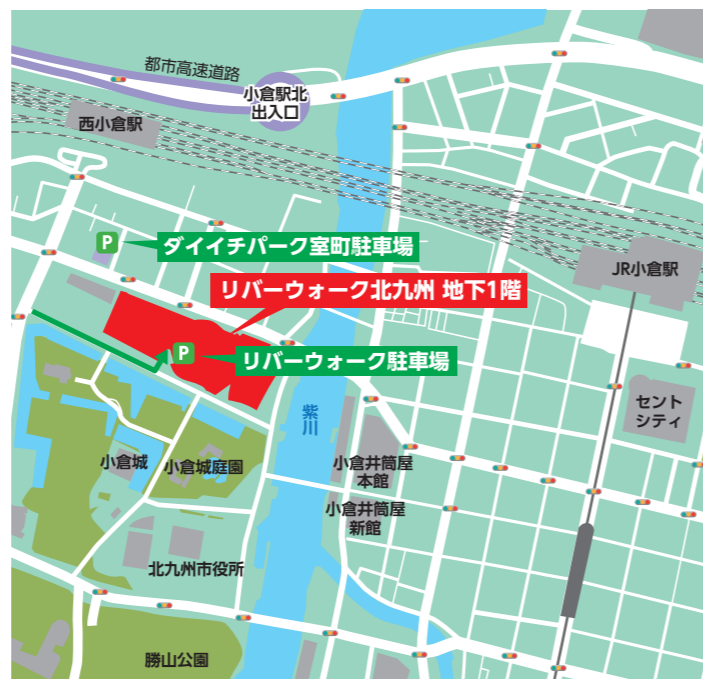 都市高速道路
小倉駅北
出入口
西小倉駅
P
ダイイチパーク室町駐車場
JR小倉駅
リバーウォーク北九州 地下1階
P
リバーウォーク駐車場
セント
シティ
紫川
小倉城
小倉城庭園
小倉井筒屋
本館
小倉井筒屋
新館
北九州市役所
勝山公園